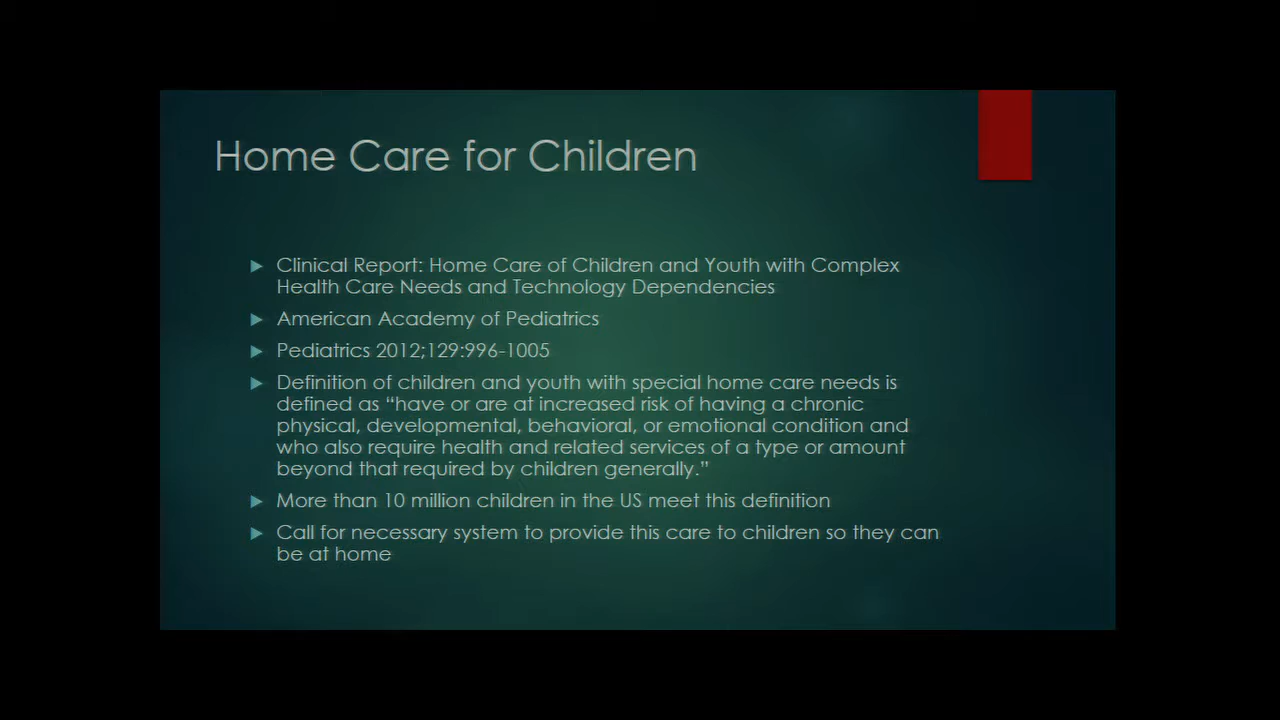 Home Care for Children
Clinical Report: Home Care of Children and Youth with Complex
Health Care Needs and Technology Dependencies
American Academy of Pediatrics
Pediatrics 2012;129:996-1005
Definition of children and youth with special home care needs is
defined as “have or are at increased risk of having a chronic
physical, developmental, behavioral, or emotional condition and
who also require health and related services of a type or amount
beyond that required by children generally.”
More than 10 million children in the US meet this definition
Call for necessary system to provide this care to children so they can
be at home